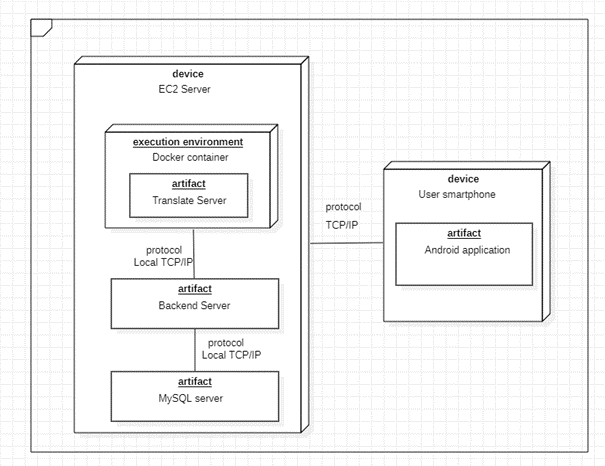 device
EC2 Server
execution environment
Docker container
artifact
Translate Server
protocol
Local TCP/IP
artifact
Backend Server
protocol
Local TCP/IP
artifact
MySQL server
protocol
TCP/IP
device
User smartphone
artifact
Android application